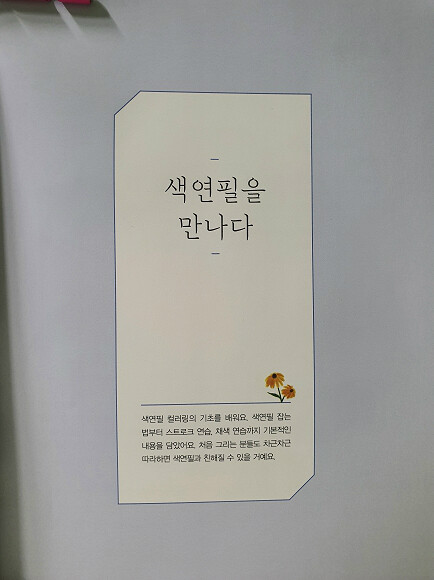 색연필을
만나다
색연필 컬러링의 기초를 배워요. 색연필 잡는
법부터 스트로크 연습, 채색 연습까지 기본적인
내용을 담았어요. 처음 그리는 분들도 차근차근
따라하면 색연필과 친해질 수 있을 거예요.